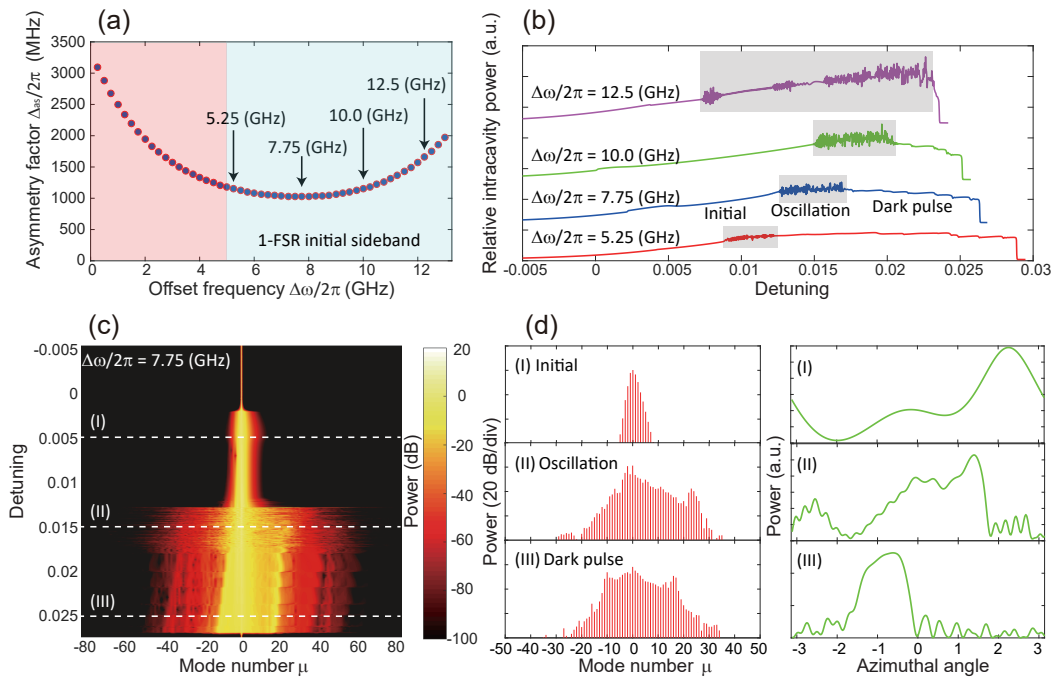 (a)
Asymmetry factor Δas/2π (MHz)
3500
3000
2500
2000
1500
1000
500
0
5.25 (GHz)
7.75 (GHz)
10.0 (GHz)
12.5 (GHz)
1-FSR initial sideband
0 2 4 6 8 10 12
Offset frequency Δω/2π (GHz)
(b)
Relative intracavity power (a.u.)
Δω/2π = 12.5 (GHz)
Δω/2π = 10.0 (GHz)
Δω/2π = 7.75 (GHz)
Initial Oscillation Dark pulse
Δω/2π = 5.25 (GHz)
-0.005 0 0.005 0.01 0.015 0.02 0.025 0.03
Detuning
(c)
Detuning
-0.005
0
0.005
0.01
0.015
0.02
0.025
Δω/2π = 7.75 (GHz)
(I)
(II)
(III)
-80 -40 0 40 80
Mode number μ
Power (dB)
20
0
-20
-40
-60
-80
-100
(d)
Power (20 dB/div)
(I) Initial
(II) Oscillation
(III) Dark pulse
-50 -40 -30 -20 -10 0 10 20 30 40 50
Mode number μ
Power (a.u.)
(I)
(II)
(III)
-3 -2 -1 0 1 2 3
Azimuthal angle